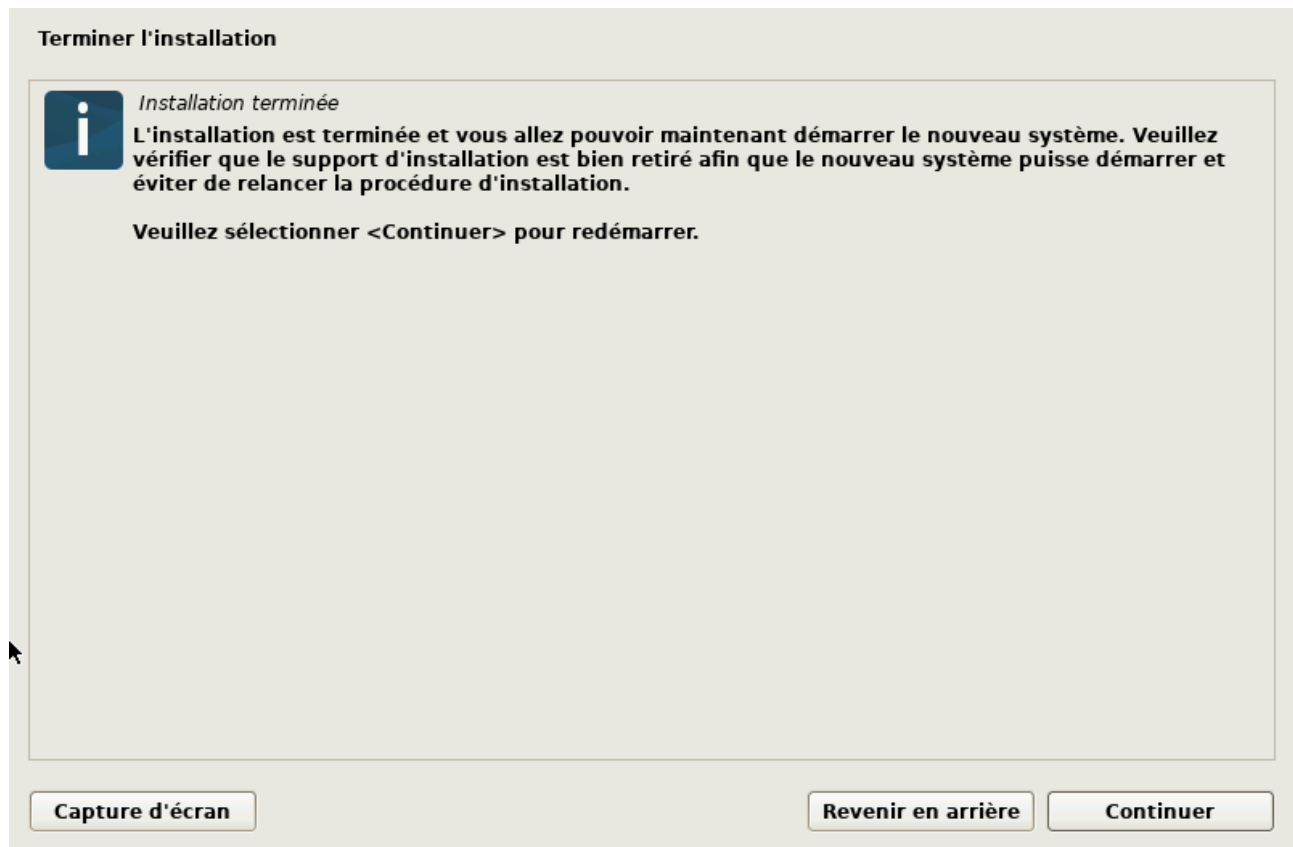 Terminer l'installation
Installation terminée
L'installation est terminée et vous allez pouvoir maintenant démarrer le nouveau système. Veuillez
vérifier que le support d'installation est bien retiré afin que le nouveau système puisse démarrer et
éviter de relancer la procédure d'installation.
Veuillez sélectionner <Continuer> pour redémarrer.
Capture d'écran
Revenir en arrière
Continuer